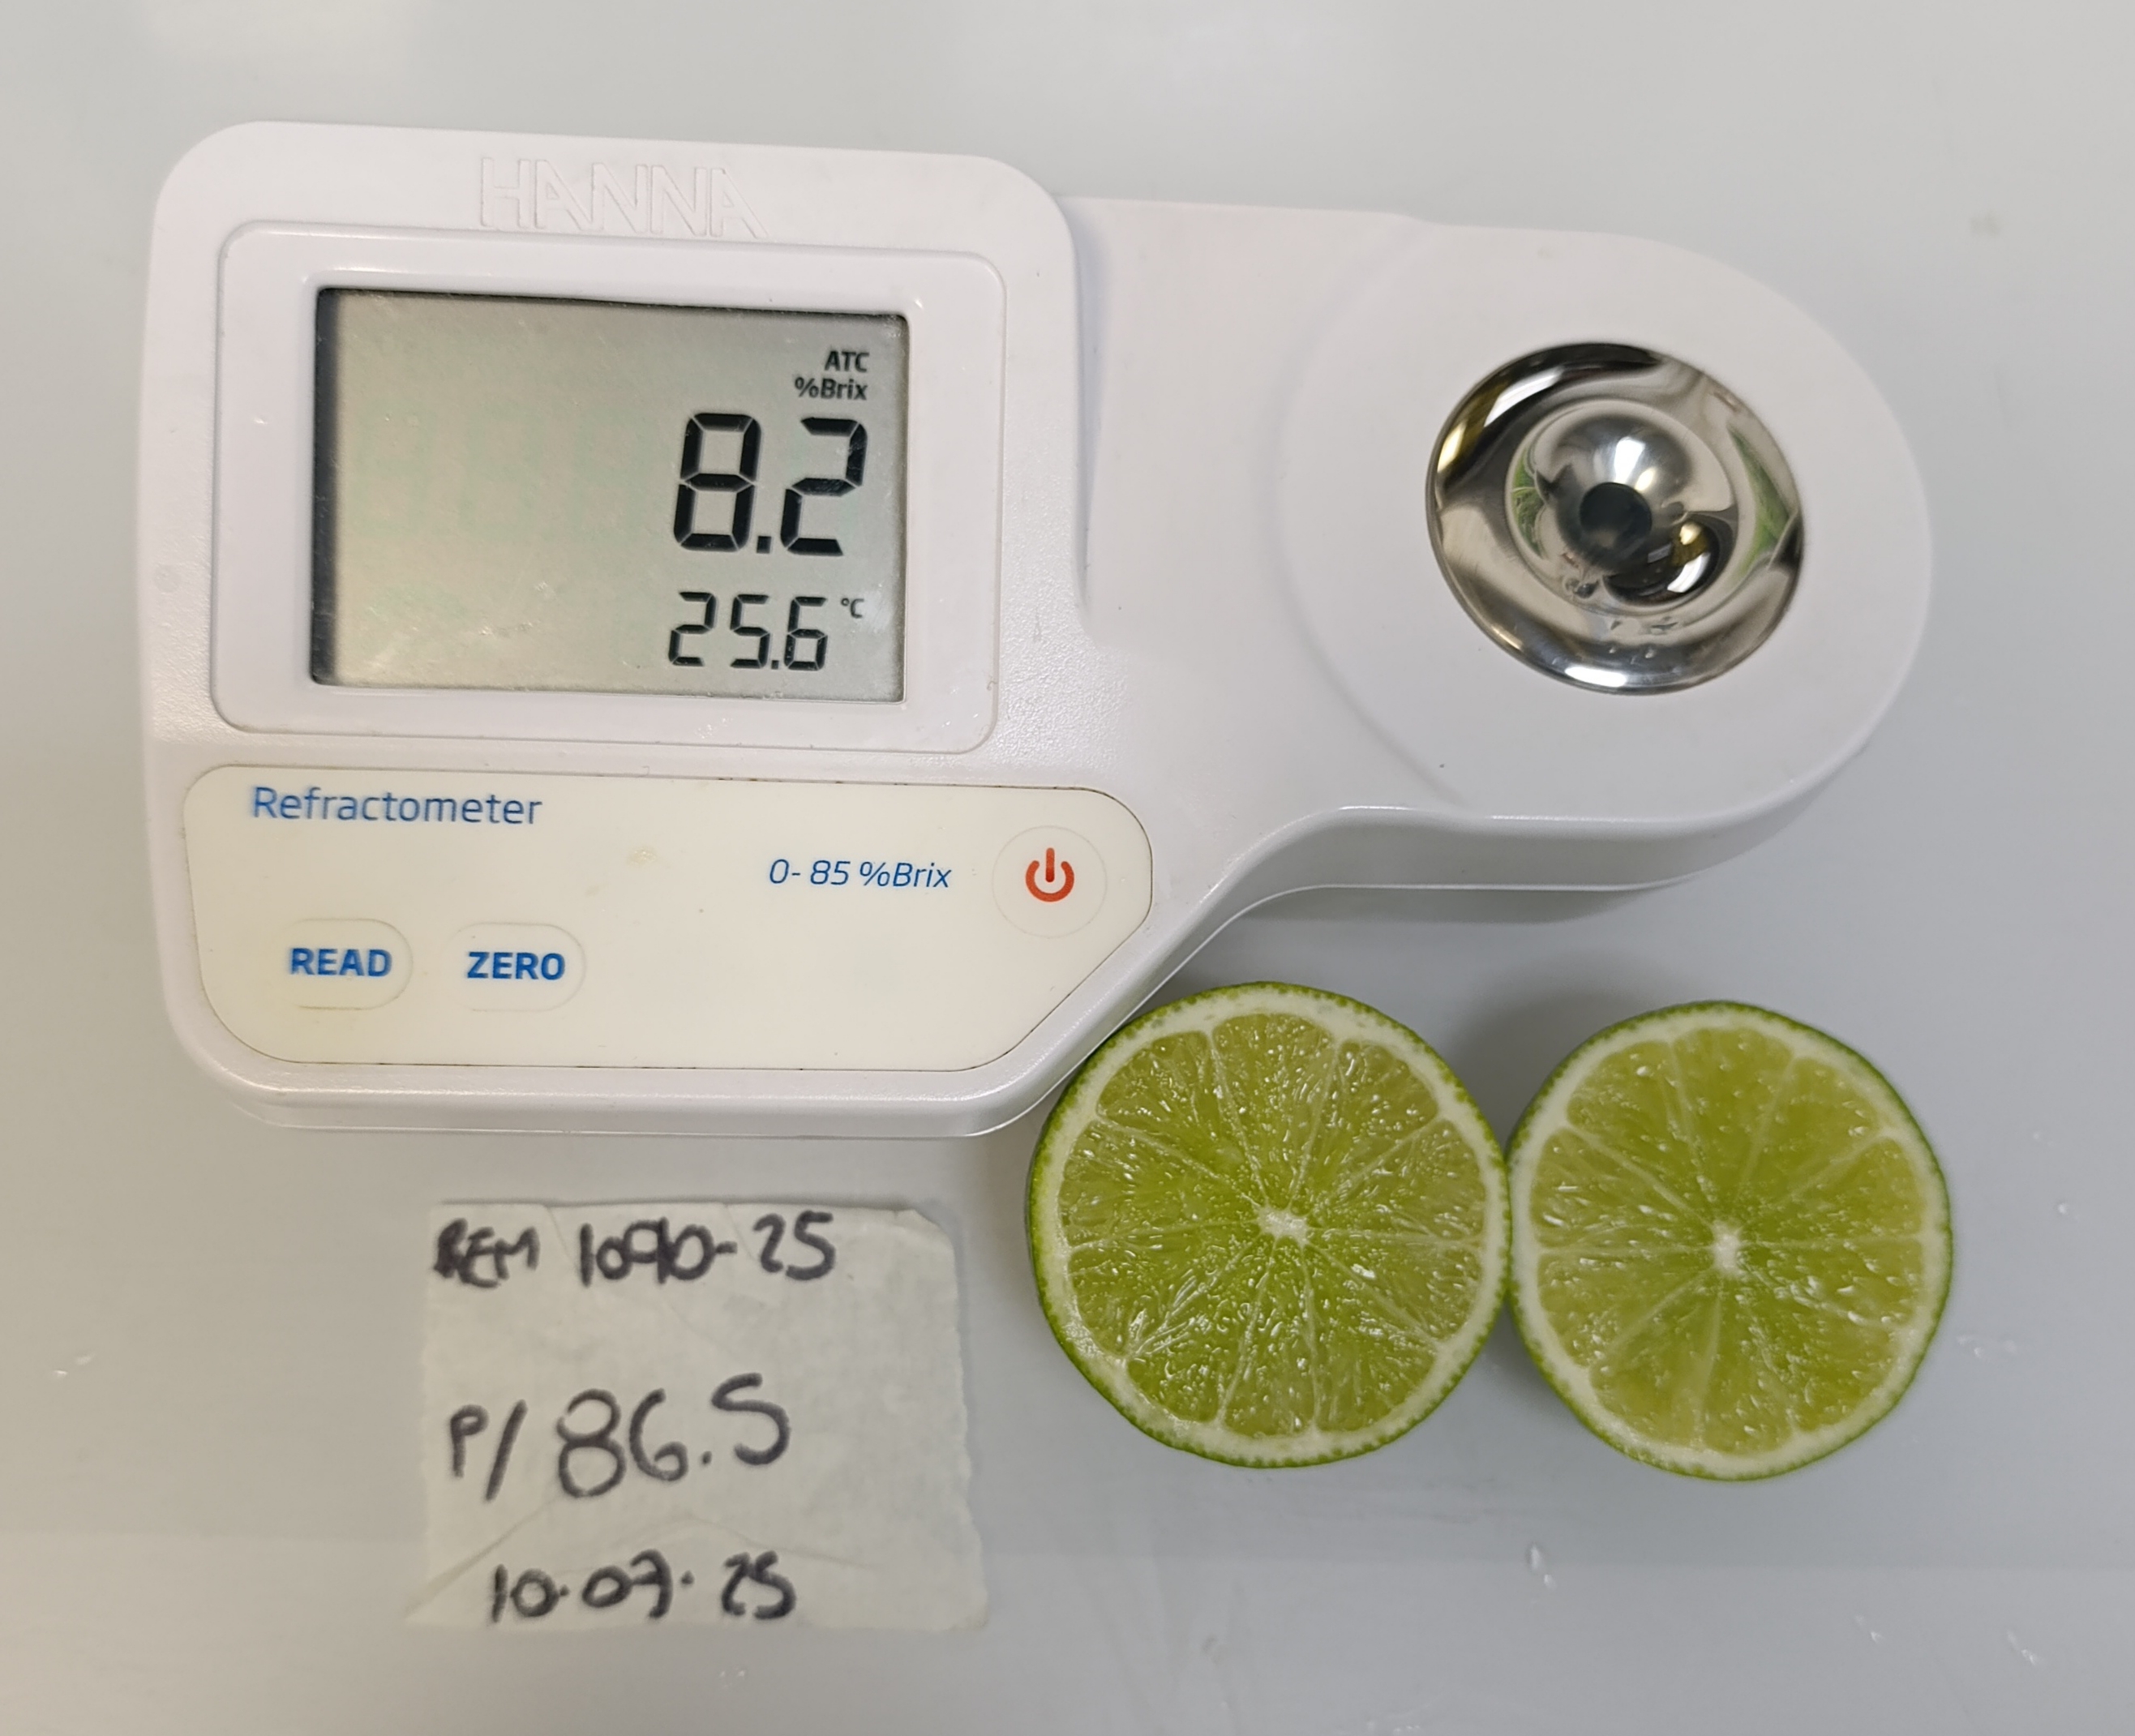 HANNA
ATC
%Brix
8.2
25.6 °C
Refractometer
0-85 %Brix
READ
ZERO
REM 1090-25
P/ 86.5
10.07.25